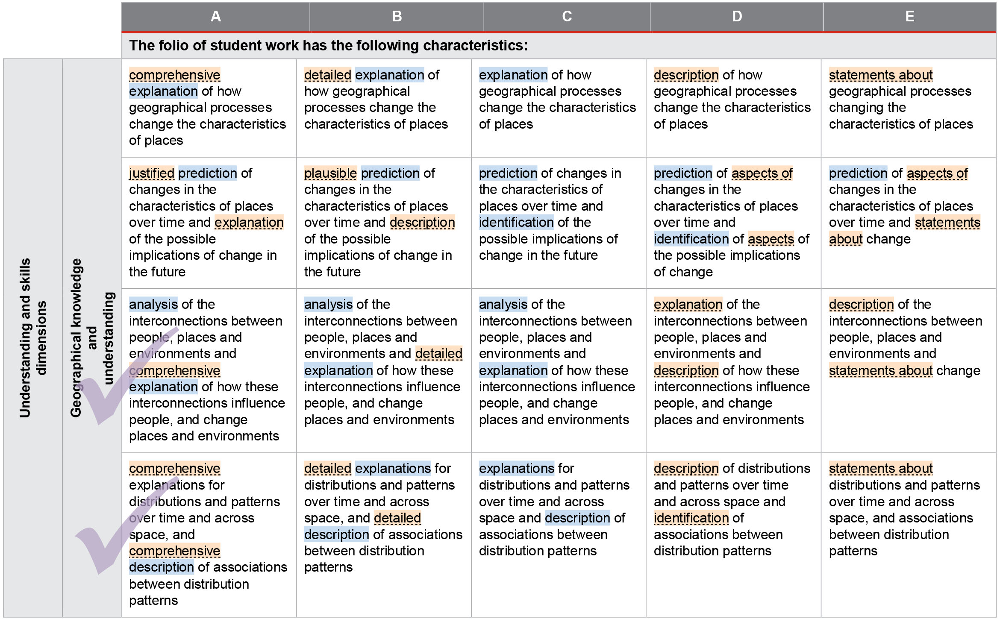 A
B
C
D
E
The folio of student work has the following characteristics:
Understanding and skills
dimensions
Geographical knowledge
and
understanding
comprehensive
explanation of how
geographical processes
change the characteristics
of places
detailed explanation of
how geographical
processes change the
characteristics of places
explanation of how
geographical processes
change the characteristics
of places
description of how
geographical processes
change the characteristics
of places
statements about
geographical processes
changing the
characteristics of places
justified prediction of
changes in the
characteristics of places
over time and explanation
of the possible
implications of change in
the future
plausible prediction of
changes in the
characteristics of places
over time and description
of the possible
implications of change in
the future
prediction of changes in
the characteristics of
places over time and
identification of the
possible implications of
change in the future
prediction of aspects of
changes in the
characteristics of places
over time and
identification of aspects of
the possible implications
of change
prediction of aspects of
changes in the
characteristics of places
over time and statements
about change
analysis of the
interconnections between
people, places and
environments and
comprehensive
explanation of how these
interconnections influence
people, and change
places and environments
analysis of the
interconnections between
people, places and
environments and detailed
explanation of how these
interconnections influence
people, and change
places and environments
analysis of the
interconnections between
people, places and
environments and
explanation of how these
interconnections influence
people, and change
places and environments
explanation of the
interconnections between
people, places and
environments and
description of how these
interconnections influence
people, and change
places and environments
description of the
interconnections between
people, places and
environments and
statements about change
comprehensive
explanations for
distributions and patterns
over time and across
space, and
comprehensive
description of associations
between distribution
patterns
detailed explanations for
distributions and patterns
over time and across
space, and detailed
description of associations
between distribution
patterns
explanations for
distributions and patterns
over time and across
space and description of
associations between
distribution patterns
description of distributions
and patterns over time
and across space and
identification of
associations between
distribution patterns
statements about
distributions and patterns
over time and across
space, and associations
between distribution
patterns